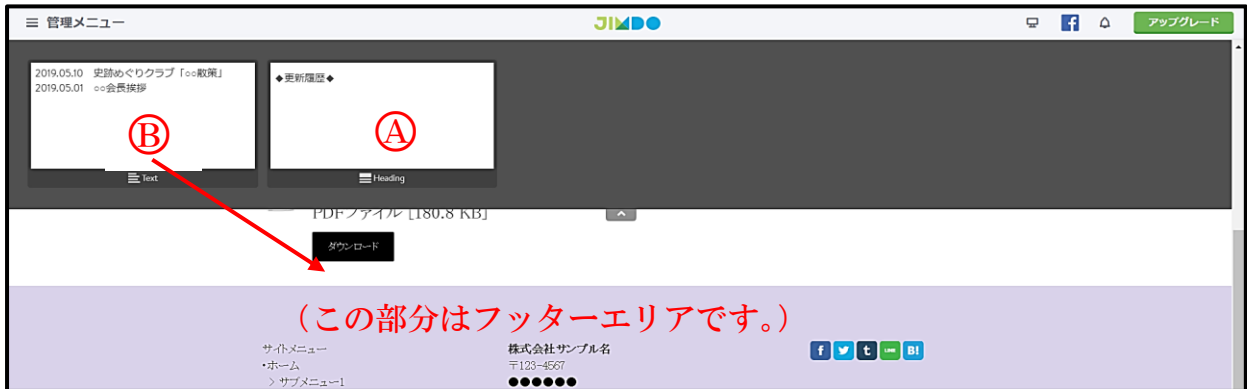 管理メニュー
JIMDO
アップグレード
2019.05.10 史跡めぐりクラブ「○○散策」
2019.05.01 ○○会長挨拶
Ⓑ
Text
◆更新履歴◆
Ⓐ
Heading
PDFファイル [180.8 KB]
ダウンロード
(この部分はフッターエリアです。)
サイトメニュー
・ホーム
> サブメニュー1
株式会社サンプル名
〒123-4567
●●●●●●
f
t
LINE
B!